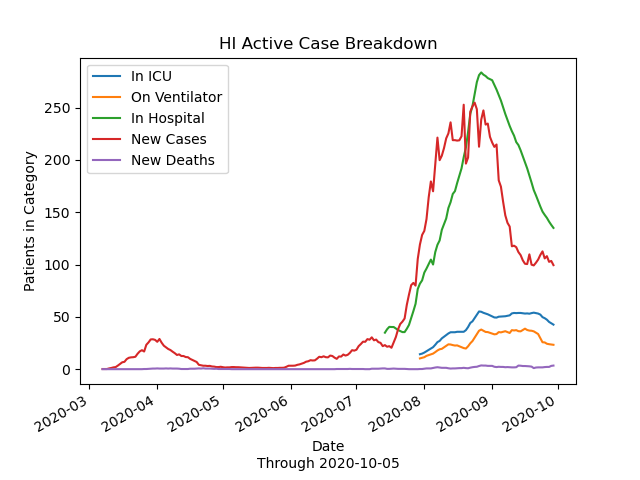 HI Active Case Breakdown
In ICU
On Ventilator
In Hospital
New Cases
New Deaths
Patients in Category
250
200
150
100
50
0
2020-03
2020-04
2020-05
2020-06
2020-07
2020-08
2020-09
2020-10
Date
Through 2020-10-05